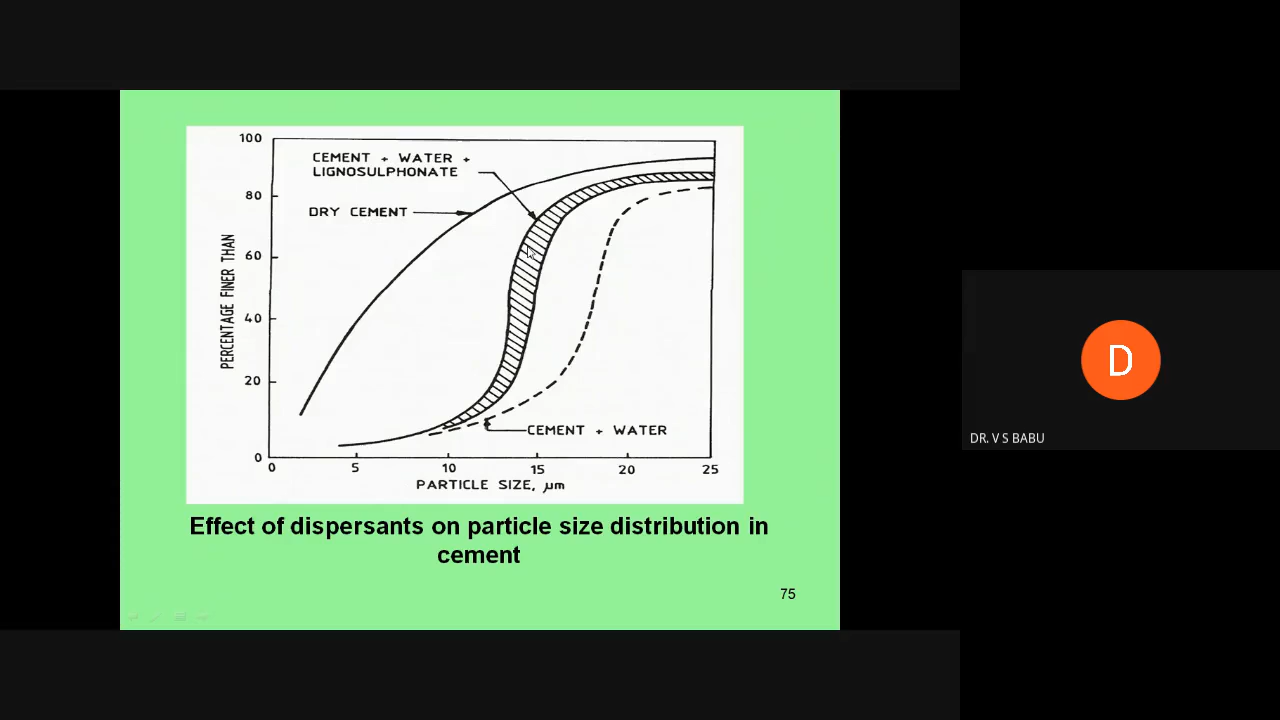 100
CEMENT + WATER +
LIGNOSULPHONATE
80
DRY CEMENT
60
PERCENTAGE FINER THAN
40
20
CEMENT + WATER
0
0 5 10 15 20 25
PARTICLE SIZE, μm
Effect of dispersants on particle size distribution in
cement
75
D
DR. V S BABU